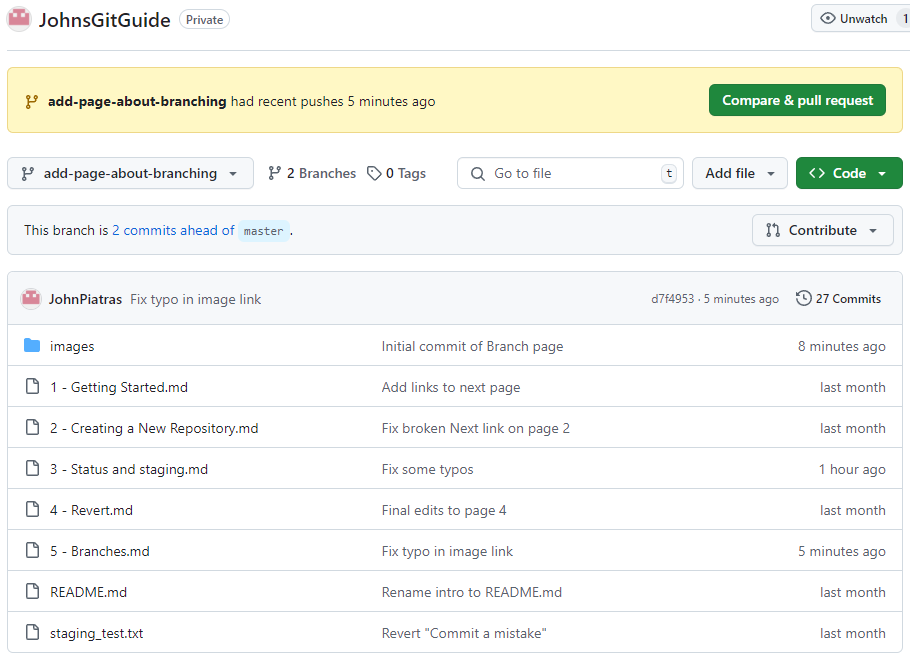 JohnsGitGuide Private Unwatch 1
add-page-about-branching had recent pushes 5 minutes ago Compare & pull request
add-page-about-branching 2 Branches 0 Tags Go to file t Add file Code
This branch is 2 commits ahead of master . Contribute
JohnPiatras Fix typo in image link d7f4953 · 5 minutes ago 27 Commits
images Initial commit of Branch page 8 minutes ago
1 - Getting Started.md Add links to next page last month
2 - Creating a New Repository.md Fix broken Next link on page 2 last month
3 - Status and staging.md Fix some typos 1 hour ago
4 - Revert.md Final edits to page 4 last month
5 - Branches.md Fix typo in image link 5 minutes ago
README.md Rename intro to README.md last month
staging_test.txt Revert "Commit a mistake" last month